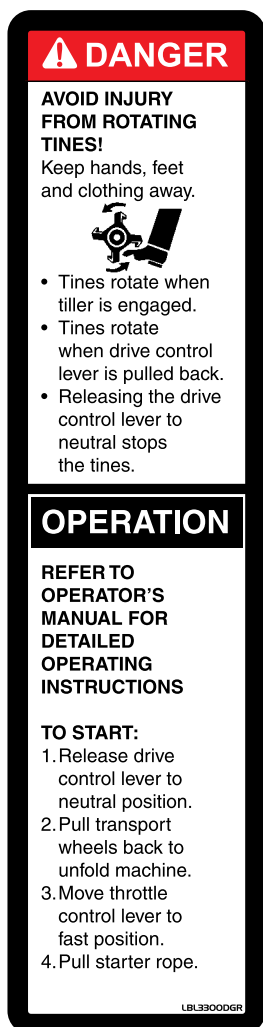 DANGER
AVOID INJURY
FROM ROTATING
TINES!
Keep hands, feet
and clothing away.
• Tines rotate when
tiller is engaged.
• Tines rotate
when drive control
lever is pulled back.
• Releasing the drive
control lever to
neutral stops
the tines.
OPERATION
REFER TO
OPERATOR'S
MANUAL FOR
DETAILED
OPERATING
INSTRUCTIONS
TO START:
1. Release drive
control lever to
neutral position.
2. Pull transport
wheels back to
unfold machine.
3. Move throttle
control lever to
fast position.
4. Pull starter rope.
LBL3300DGR